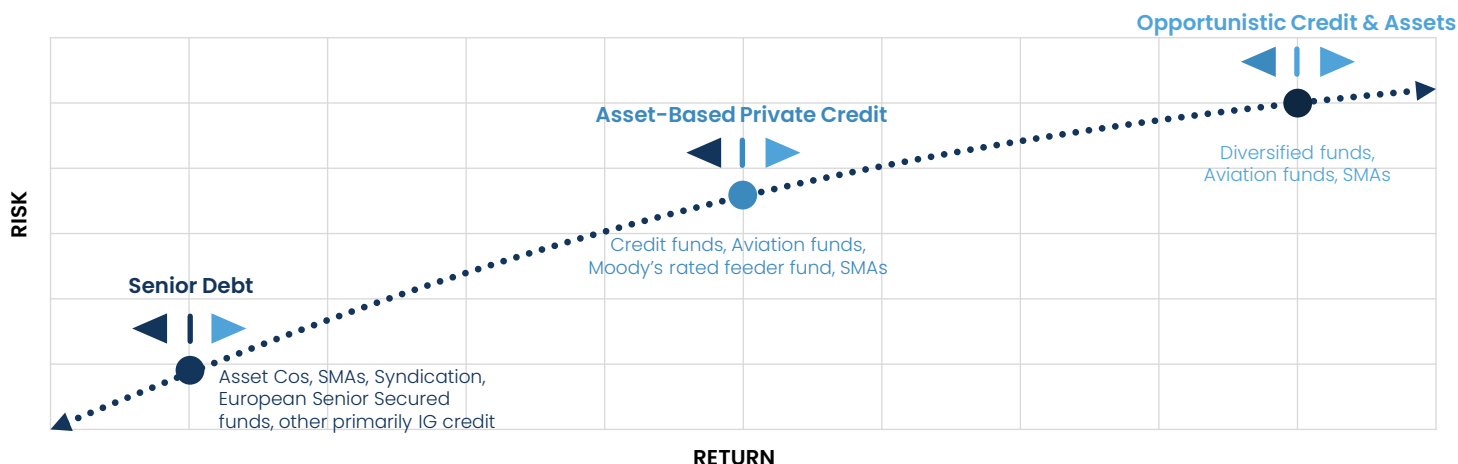 Opportunistic Credit & Assets
Asset-Based Private Credit
Diversified funds,
Aviation funds, SMAs
RISK
Credit funds, Aviation funds,
Moody’s rated feeder fund, SMAs
Senior Debt
Asset Cos, SMAs, Syndication,
European Senior Secured
funds, other primarily IG credit
RETURN